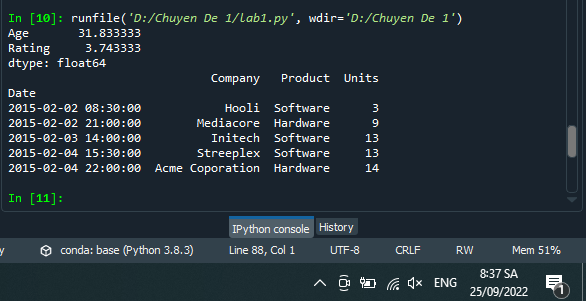 In [10]: runfile('D:/Chuyen De 1/lab1.py', wdir='D:/Chuyen De 1')
Age 31.833333
Rating 3.743333
dtype: float64
Company Product Units
Date
2015-02-02 08:30:00 Hooli Software 3
2015-02-02 21:00:00 Mediacore Hardware 9
2015-02-03 14:00:00 Initech Software 13
2015-02-04 15:30:00 Streeplex Software 13
2015-02-04 22:00:00 Acme Coporation Hardware 14
In [11]:
IPython console History
y conda: base (Python 3.8.3) Line 88, Col 1 UTF-8 CRLF RW Mem 51%
ENG 8:37 SA
25/09/2022 1